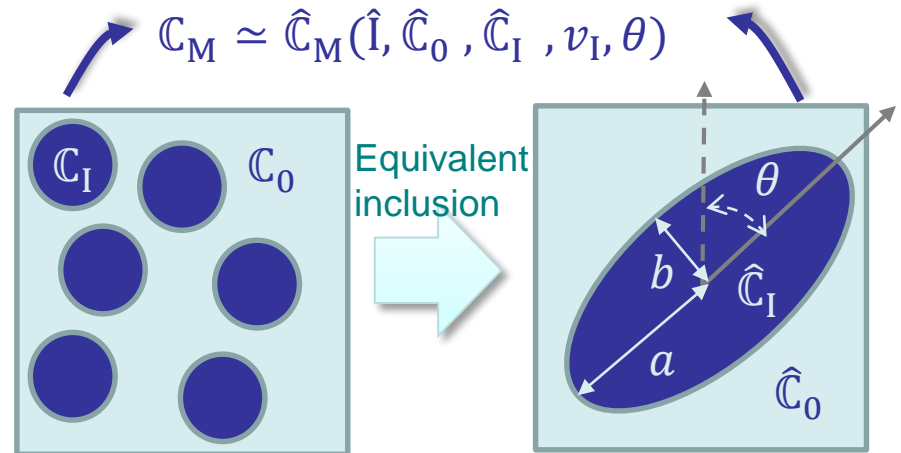 ℂ_M ≃ ℂ̂_M(Î, ℂ̂_0 , ℂ̂_I , v_I, θ)
ℂ_I
ℂ_0
Equivalent
inclusion
θ
b
ℂ̂_I
a
ℂ̂_0